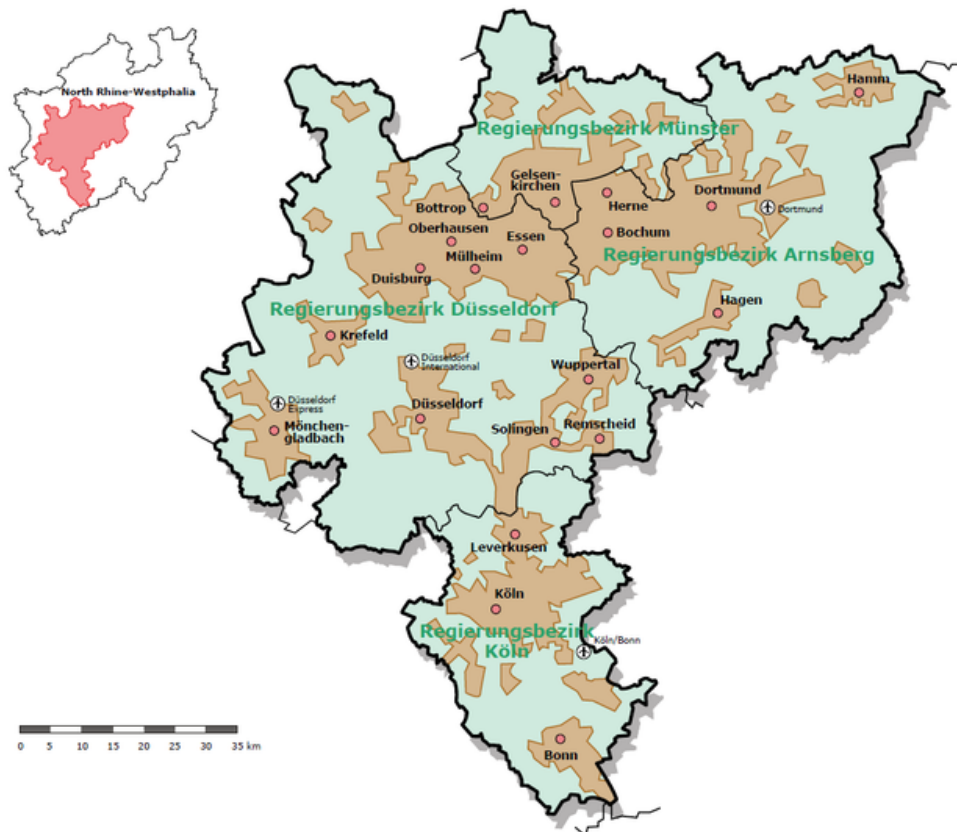 North Rhine-Westphalia
Hamm
Regierungsbezirk Münster
Gelsen-
kirchen
Dortmund
Bottrop
Herne
Dortmund
Oberhausen
Essen
Bochum
Mülheim
Regierungsbezirk Arnsberg
Duisburg
Regierungsbezirk Düsseldorf
Hagen
Krefeld
Düsseldorf
International
Wuppertal
Düsseldorf
Express
Düsseldorf
Mönchen-
gladbach
Solingen
Remscheid
Leverkusen
Köln
Regierungsbezirk
Köln
Köln/Bonn
Bonn
0 5 10 15 20 25 30 35 km